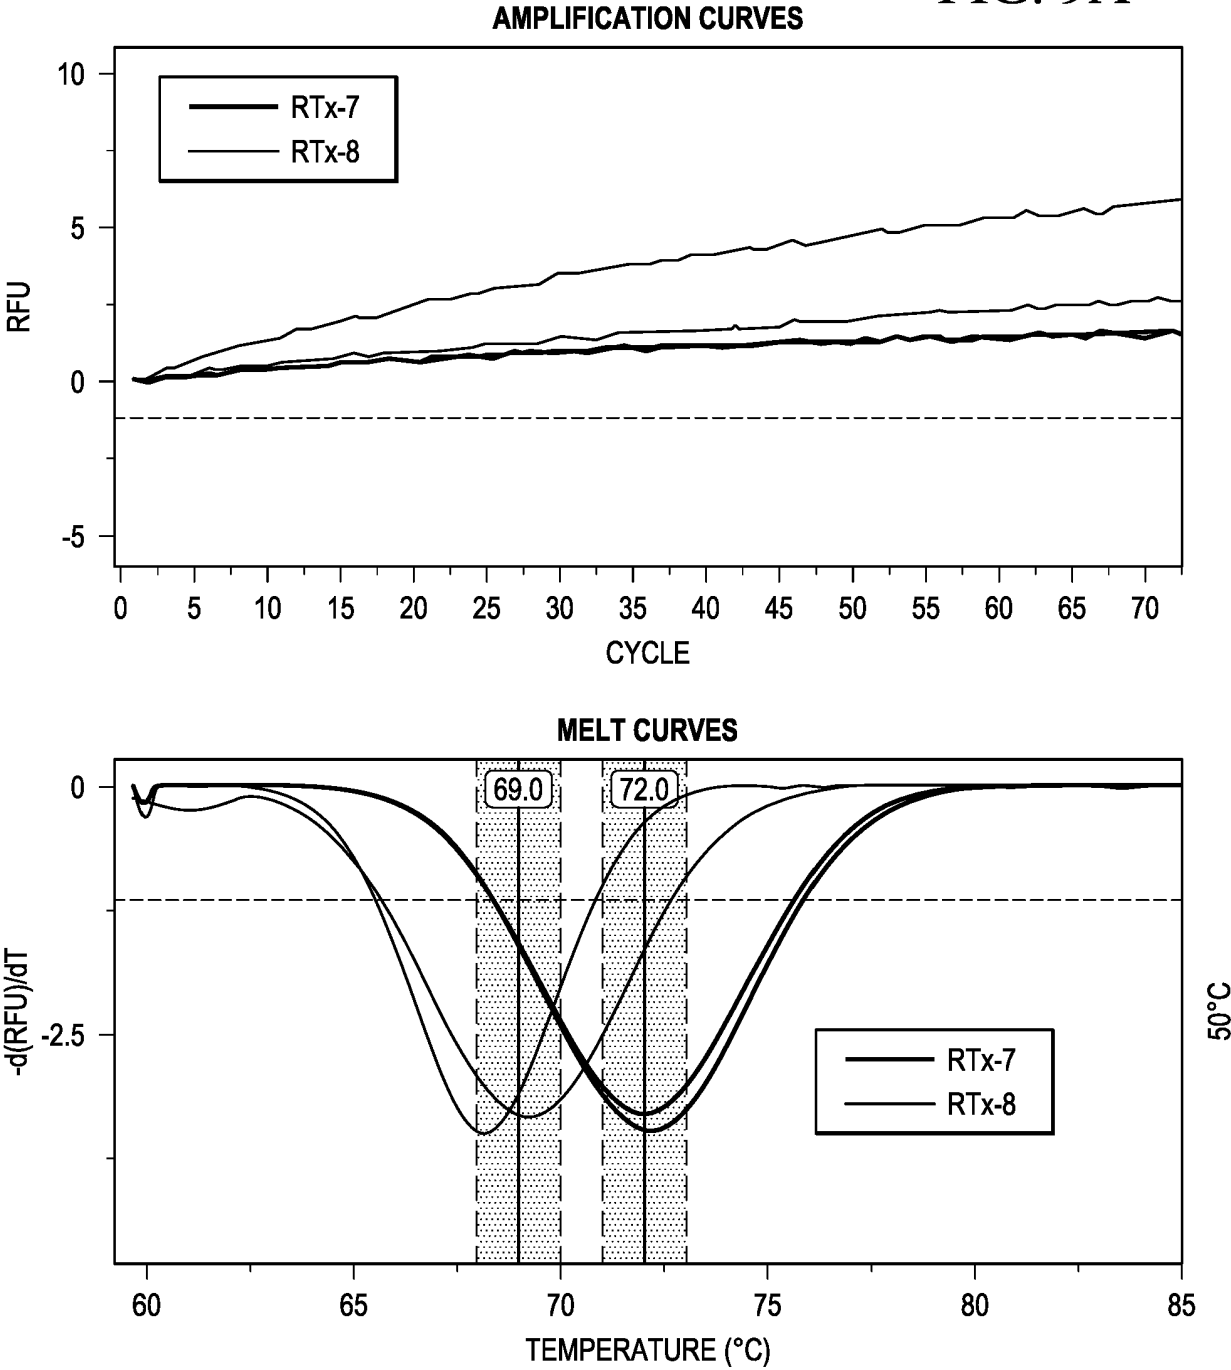 FIG. 9A
AMPLIFICATION CURVES
10
5
0
-5
RFU
RTx-7
RTx-8
0 5 10 15 20 25 30 35 40 45 50 55 60 65 70
CYCLE
MELT CURVES
0
-2.5
-d(RFU)/dT
69.0 72.0
RTx-7
RTx-8
50°C
60 65 70 75 80 85
TEMPERATURE (°C)